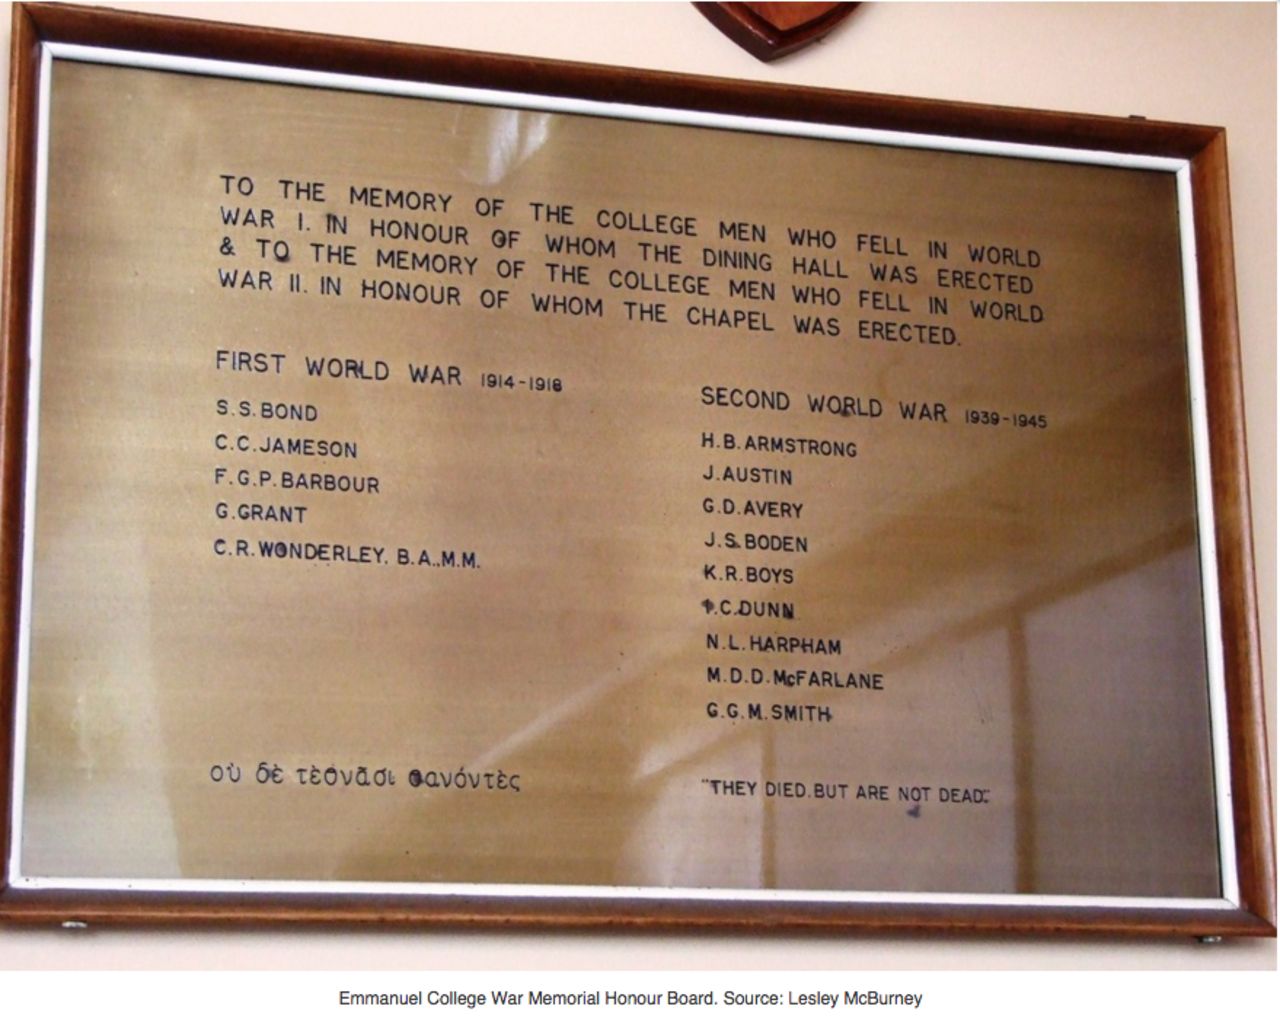 TO THE MEMORY OF THE COLLEGE MEN WHO FELL IN WORLD
WAR I. IN HONOUR OF WHOM THE DINING HALL WAS ERECTED
& TO THE MEMORY OF THE COLLEGE MEN WHO FELL IN WORLD
WAR II. IN HONOUR OF WHOM THE CHAPEL WAS ERECTED.
FIRST WORLD WAR 1914-1918
S.S.BOND
C.C.JAMESON
F.G.P.BARBOUR
G.GRANT
C.R.WONDERLEY. B.A.,M.M.
SECOND WORLD WAR 1939-1945
H.B.ARMSTRONG
J.AUSTIN
G.D.AVERY
J.S.BODEN
K.R.BOYS
C.DUNN
N.L.HARPHAM
M.D.D.McFARLANE
G.G.M.SMITH
οὺ δὲ τὲθνᾶσι θανόντὲς
"THEY DIED.BUT ARE NOT DEAD."
Emmanuel College War Memorial Honour Board. Source: Lesley McBurney